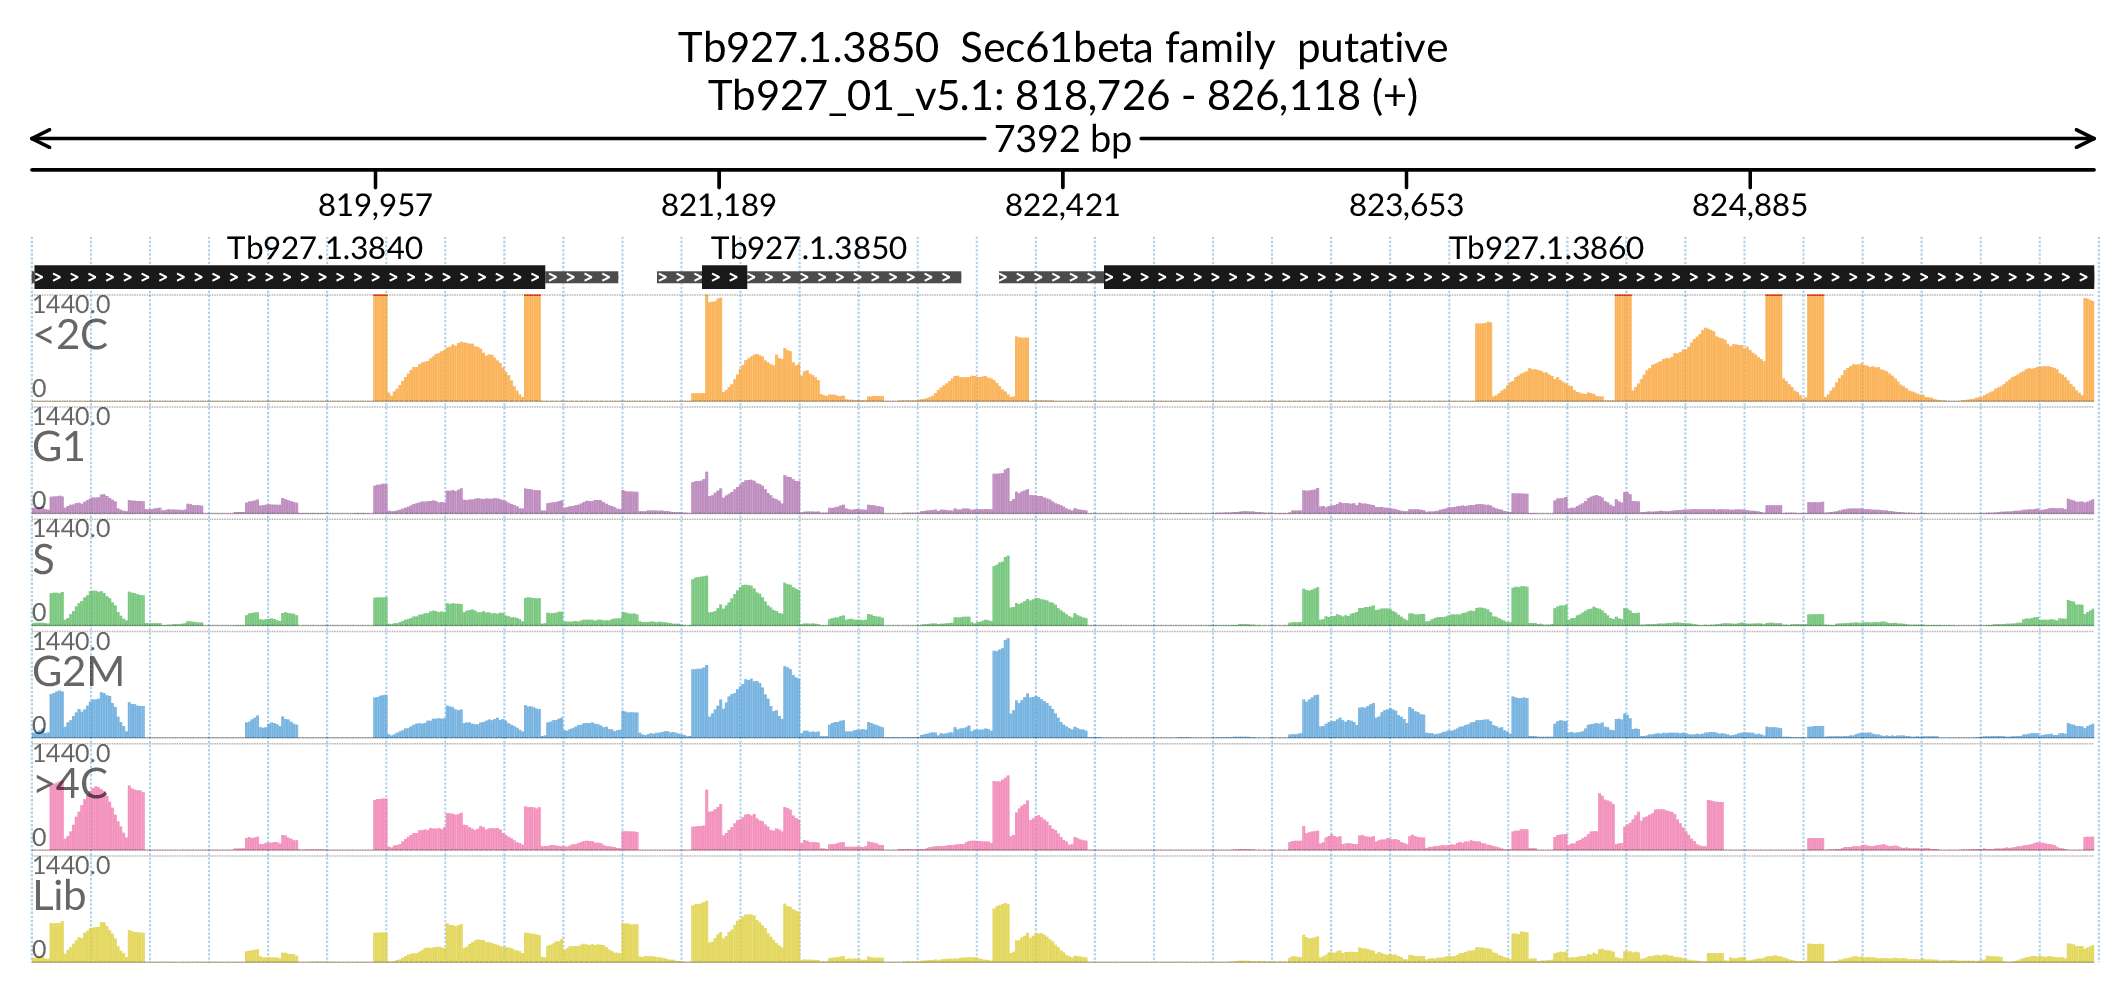 Tb927.1.3850  Sec61beta family  putative
Tb927_01_v5.1: 818,726 - 826,118 (+)
7392 bp
819,957 821,189 822,421 823,653 824,885
Tb927.1.3840 Tb927.1.3850 Tb927.1.3860
1440.0
<2C
0
1440.0
G1
0
1440.0
S
0
1440.0
G2M
0
1440.0
>4C
0
1440.0
Lib
0